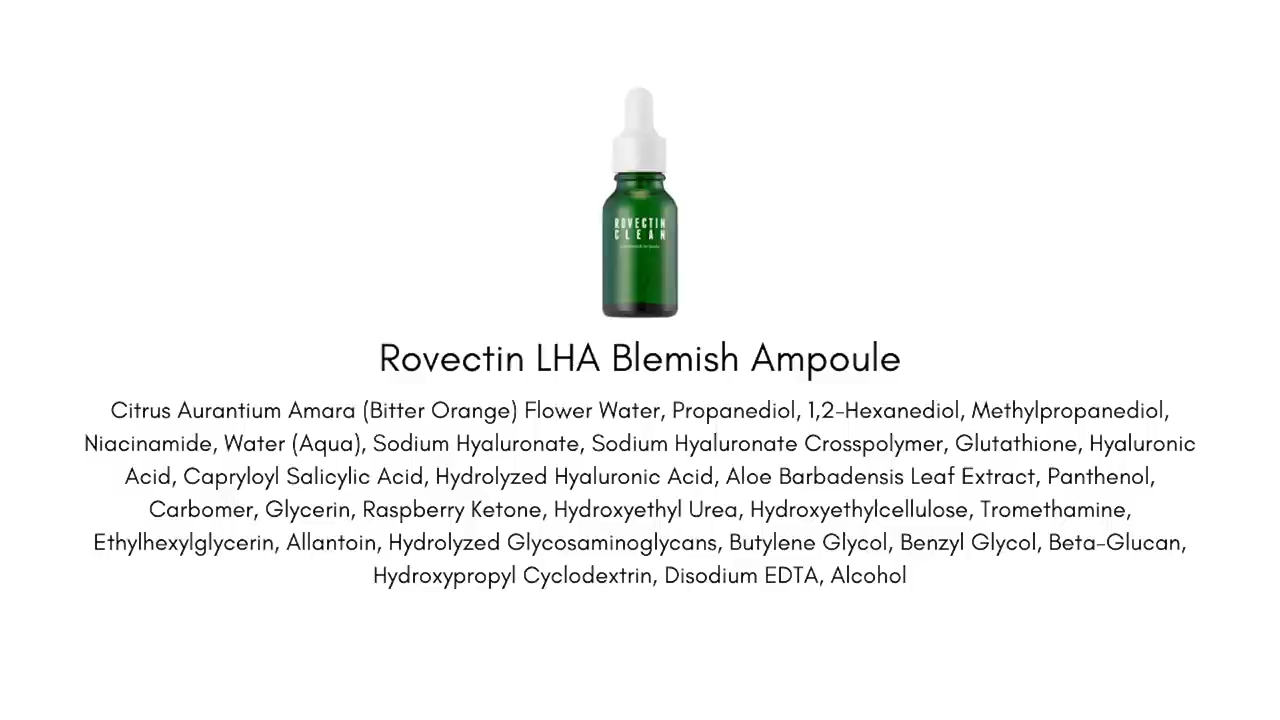 ROVECTIN
CLEAN
Rovectin LHA Blemish Ampoule
Citrus Aurantium Amara (Bitter Orange) Flower Water, Propanediol, 1,2-Hexanediol, Methylpropanediol,
Niacinamide, Water (Aqua), Sodium Hyaluronate, Sodium Hyaluronate Crosspolymer, Glutathione, Hyaluronic
Acid, Capryloyl Salicylic Acid, Hydrolyzed Hyaluronic Acid, Aloe Barbadensis Leaf Extract, Panthenol,
Carbomer, Glycerin, Raspberry Ketone, Hydroxyethyl Urea, Hydroxyethylcellulose, Tromethamine,
Ethylhexylglycerin, Allantoin, Hydrolyzed Glycosaminoglycans, Butylene Glycol, Benzyl Glycol, Beta-Glucan,
Hydroxypropyl Cyclodextrin, Disodium EDTA, Alcohol